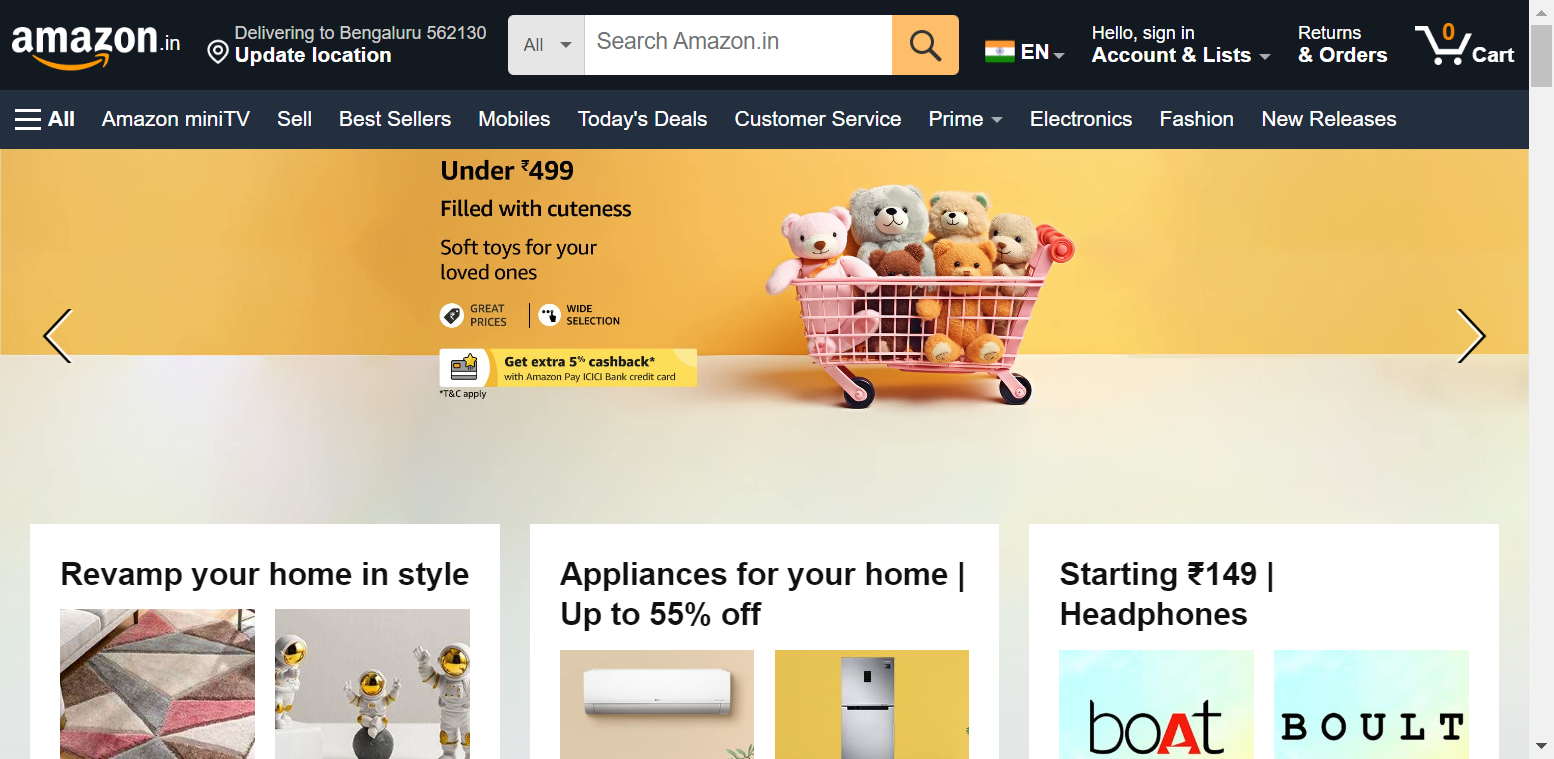 amazon.in
Delivering to Bengaluru 562130
Update location
All
Search Amazon.in
EN
Hello, sign in
Account & Lists
Returns
& Orders
0
Cart
All Amazon miniTV Sell Best Sellers Mobiles Today's Deals Customer Service Prime Electronics Fashion New Releases
Under ₹499
Filled with cuteness
Soft toys for your
loved ones
GREAT
PRICES
WIDE
SELECTION
Get extra 5% cashback*
with Amazon Pay ICICI Bank credit card
*T&C apply
Revamp your home in style
Appliances for your home |
Up to 55% off
Starting ₹149 |
Headphones
boAt
BOULT